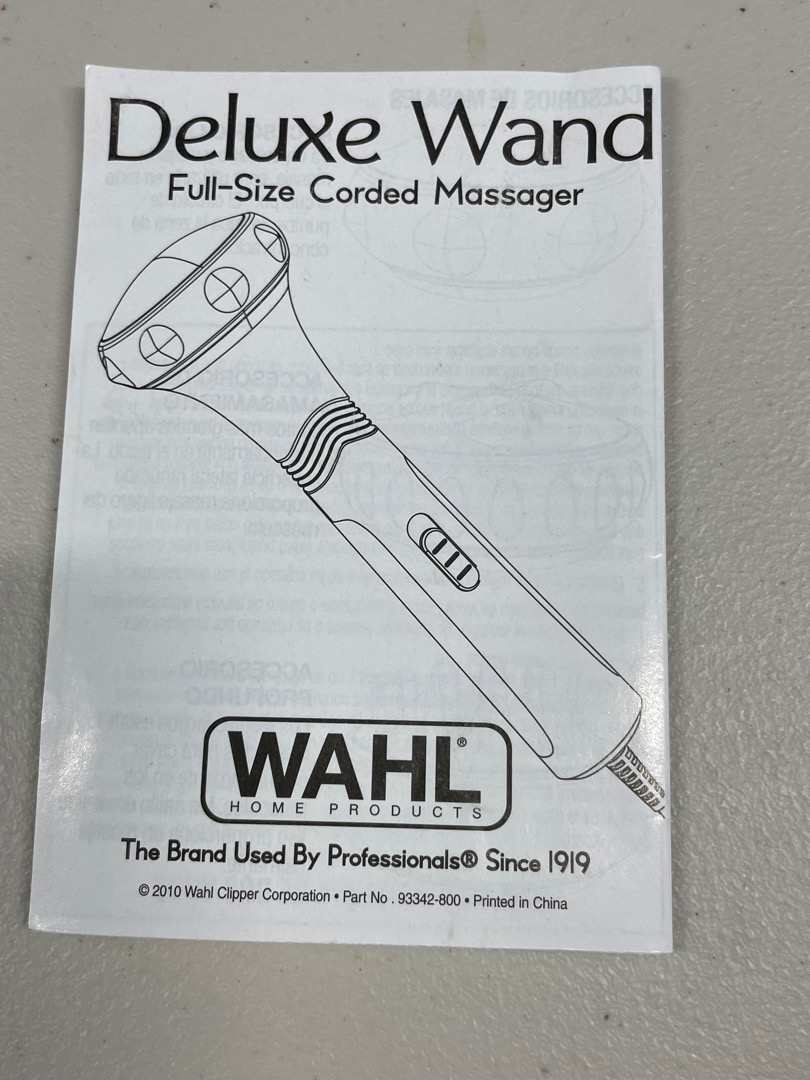 Deluxe Wand
Full-Size Corded Massager
WAHL®
HOME PRODUCTS
The Brand Used By Professionals® Since 1919
© 2010 Wahl Clipper Corporation • Part No . 93342-800 • Printed in China